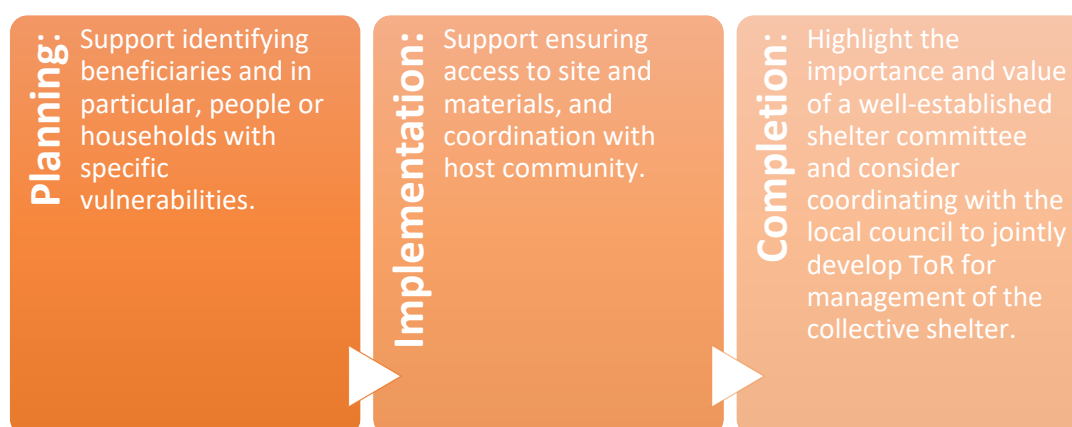 Planning:
Support identifying
beneficiaries and in
particular, people or
households with
specific
vulnerabilities.
Implementation:
Support ensuring
access to site and
materials, and
coordination with
host community.
Completion:
Highlight the
importance and value
of a well-established
shelter committee
and consider
coordinating with the
local council to jointly
develop ToR for
management of the
collective shelter.